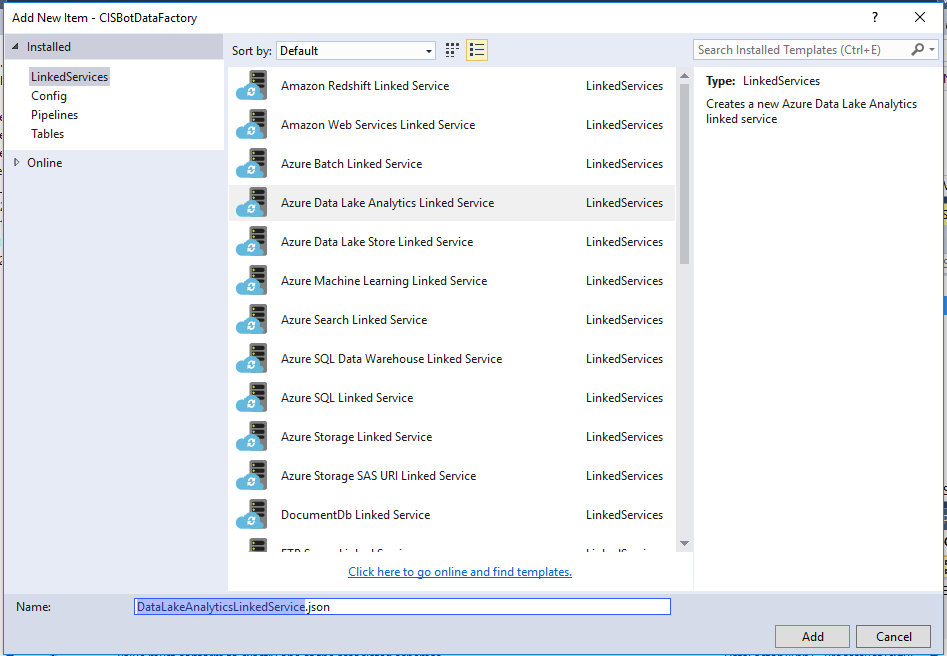 Add New Item - CISBotDataFactory
?
Installed
LinkedServices
Config
Pipelines
Tables
Online
Sort by: Default
Search Installed Templates (Ctrl+E)
Amazon Redshift Linked Service LinkedServices
Amazon Web Services Linked Service LinkedServices
Azure Batch Linked Service LinkedServices
Azure Data Lake Analytics Linked Service LinkedServices
Azure Data Lake Store Linked Service LinkedServices
Azure Machine Learning Linked Service LinkedServices
Azure Search Linked Service LinkedServices
Azure SQL Data Warehouse Linked Service LinkedServices
Azure SQL Linked Service LinkedServices
Azure Storage Linked Service LinkedServices
Azure Storage SAS URI Linked Service LinkedServices
DocumentDb Linked Service LinkedServices
Type: LinkedServices
Creates a new Azure Data Lake Analytics
linked service
Click here to go online and find templates.
Name: DataLakeAnalyticsLinkedService.json
Add
Cancel